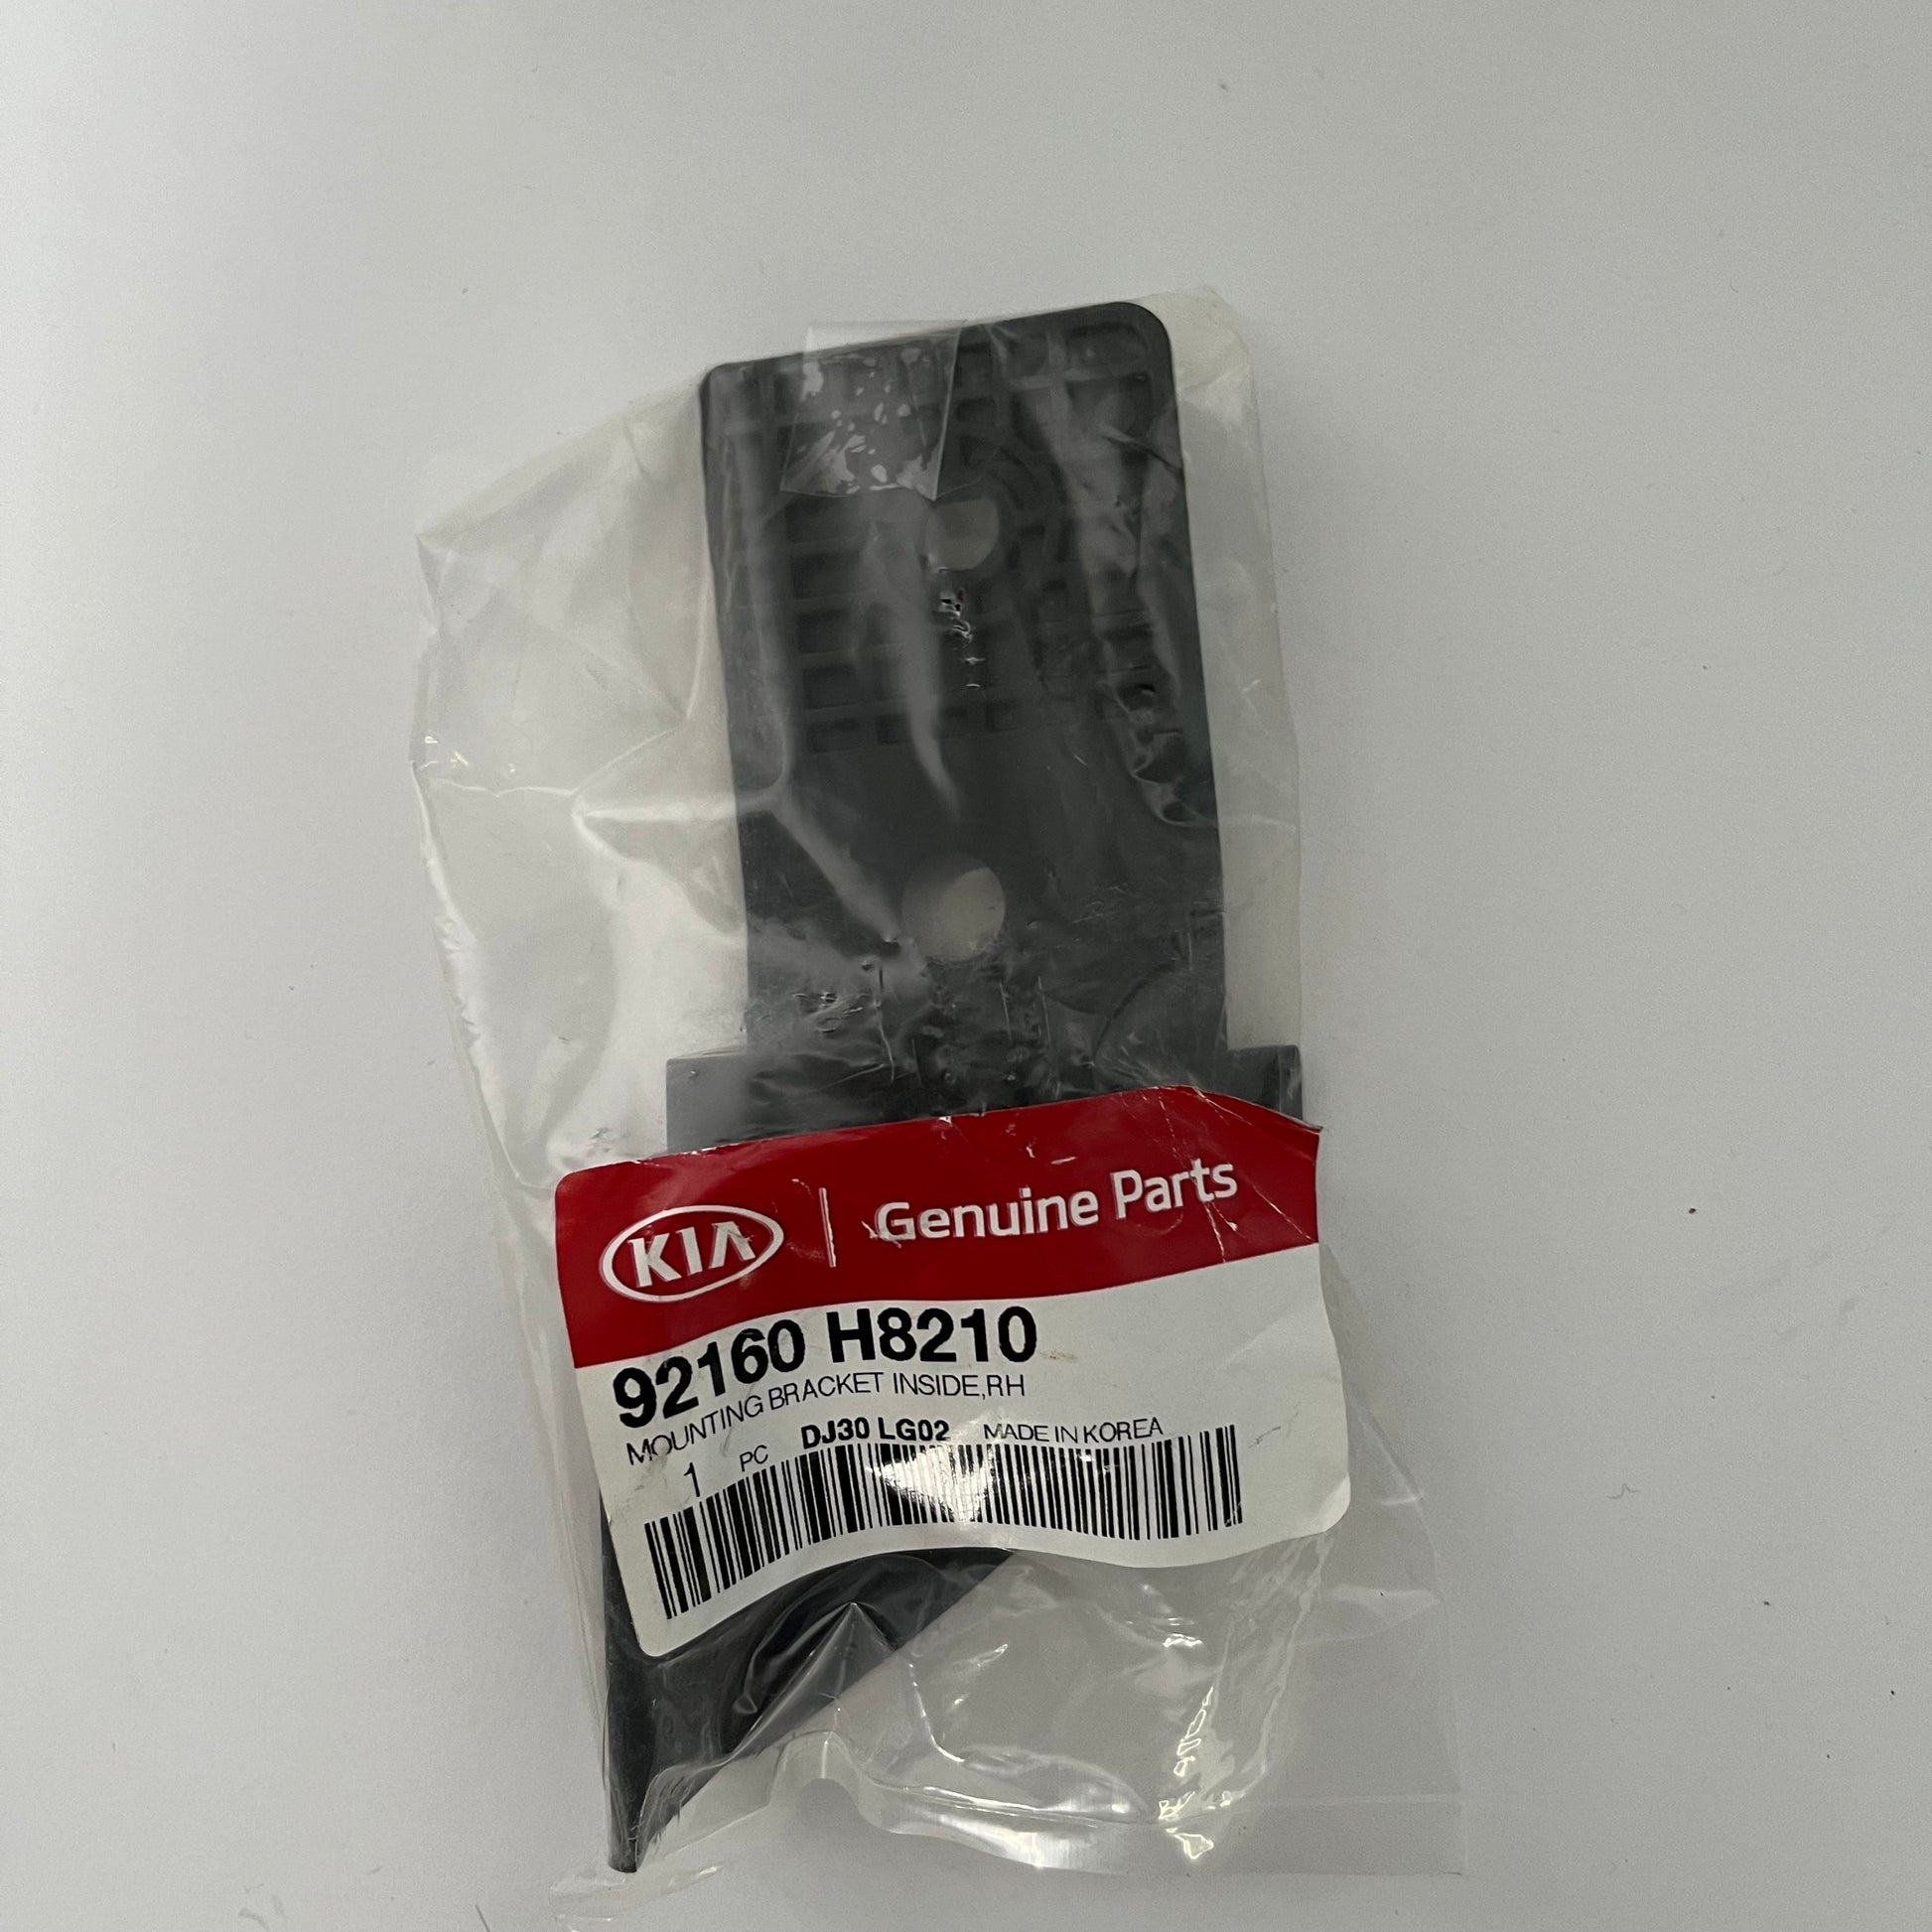 KIA Genuine Parts
92160 H8210
MOUNTING BRACKET INSIDE,RH
1 PC DJ30 LG02 MADE IN KOREA